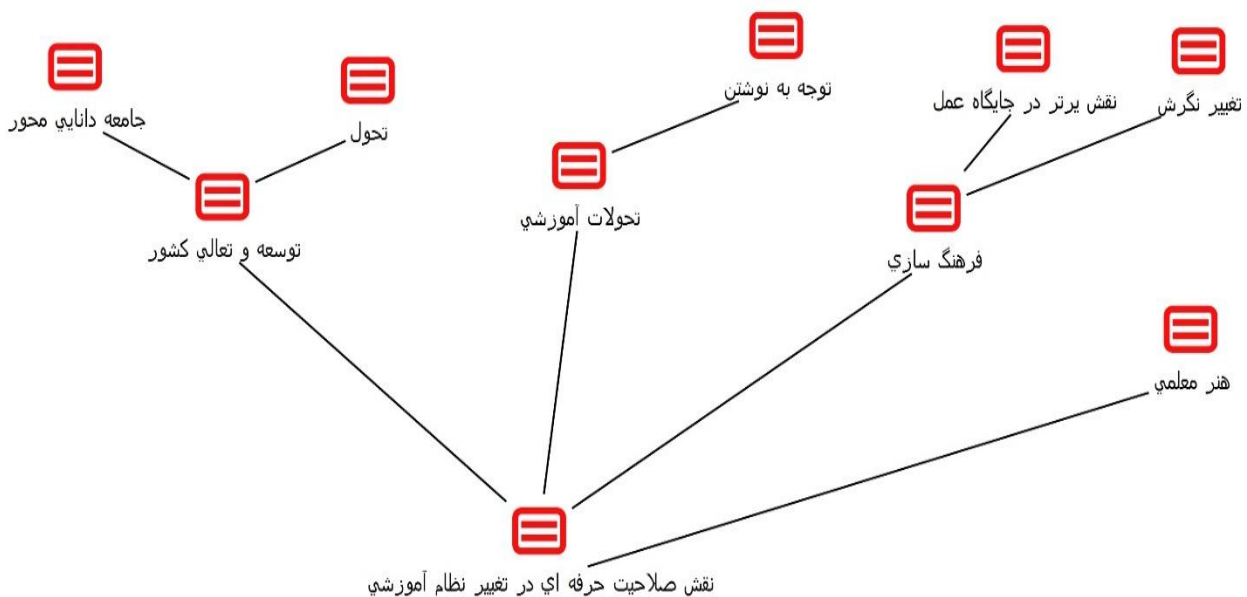 توجه به نوشتن
نقش برتر در جايگاه عمل
تغيير نگرش
جامعه دانايي محور
تحول
تحولات آموزشي
توسعه و تعالي كشور
فرهنگ سازي
هنر معلمي
نقش صلاحيت حرفه اي در تغيير نظام آموزشي